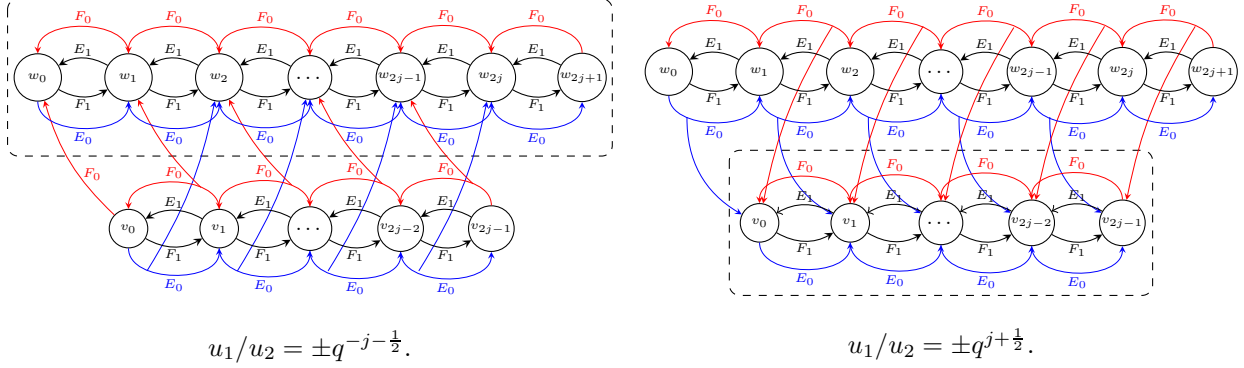 F_0 F_0 F_0 F_0 F_0 F_0
E_1 E_1 E_1 E_1 E_1 E_1
w_0 w_1 w_2 ⋯ w_{2j−1} w_{2j} w_{2j+1}
F_1 F_1 F_1 F_1 F_1 F_1
E_0 E_0 E_0 E_0 E_0 E_0
F_0 F_0 F_0 F_0 F_0
E_1 E_1 E_1 E_1
v_0 v_1 ⋯ v_{2j−2} v_{2j−1}
F_1 F_1 F_1 F_1
E_0 E_0 E_0 E_0
u_1/u_2 = ±q^{−j−\frac{1}{2}}.
F_0 F_0 F_0 F_0 F_0 F_0
E_1 E_1 E_1 E_1 E_1 E_1
w_0 w_1 w_2 ⋯ w_{2j−1} w_{2j} w_{2j+1}
F_1 F_1 F_1 F_1 F_1 F_1
E_0 E_0 E_0 E_0 E_0 E_0
F_0 F_0 F_0 F_0
E_1 E_1 E_1 E_1
v_0 v_1 ⋯ v_{2j−2} v_{2j−1}
F_1 F_1 F_1 F_1
E_0 E_0 E_0 E_0
u_1/u_2 = ±q^{j+\frac{1}{2}}.